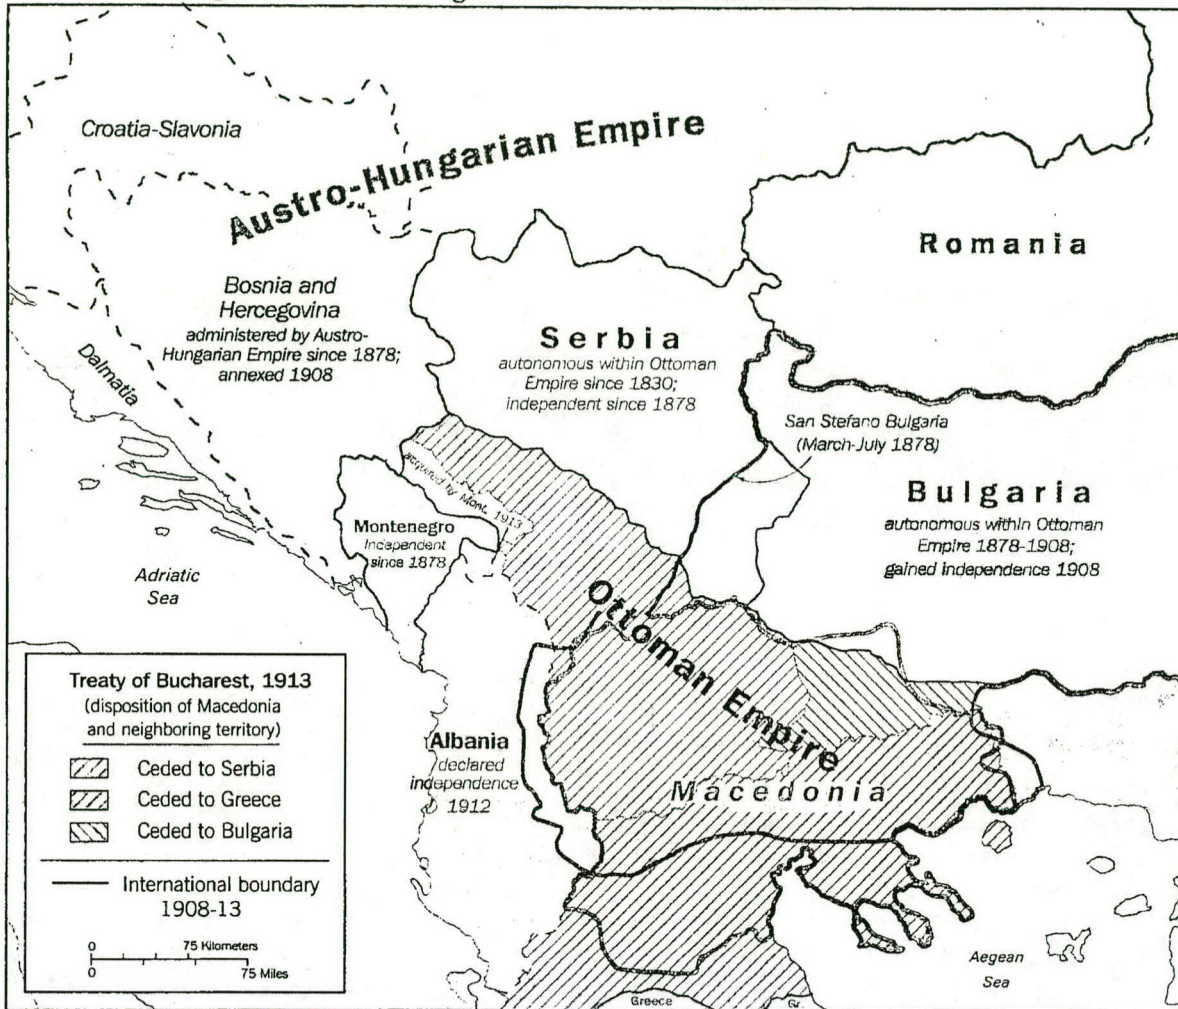 Croatia-Slavonia
Austro-Hungarian Empire
Romania
Bosnia and
Hercegovina
administered by Austro-
Hungarian Empire since 1878;
annexed 1908
Dalmatia
Serbia
autonomous within Ottoman
Empire since 1830;
independent since 1878
San Stefano Bulgaria
(March-July 1878)
Bulgaria
autonomous within Ottoman
Empire 1878-1908;
gained independence 1908
acquired by Mont. 1913
Montenegro
Independent
since 1878
Adriatic
Sea
Ottoman Empire
Macedonia
Albania
declared
independence
1912
Treaty of Bucharest, 1913
(disposition of Macedonia
and neighboring territory)
Ceded to Serbia
Ceded to Greece
Ceded to Bulgaria
International boundary
1908-13
0 75 Kilometers
0 75 Miles
Aegean
Sea
Greece
Gr.